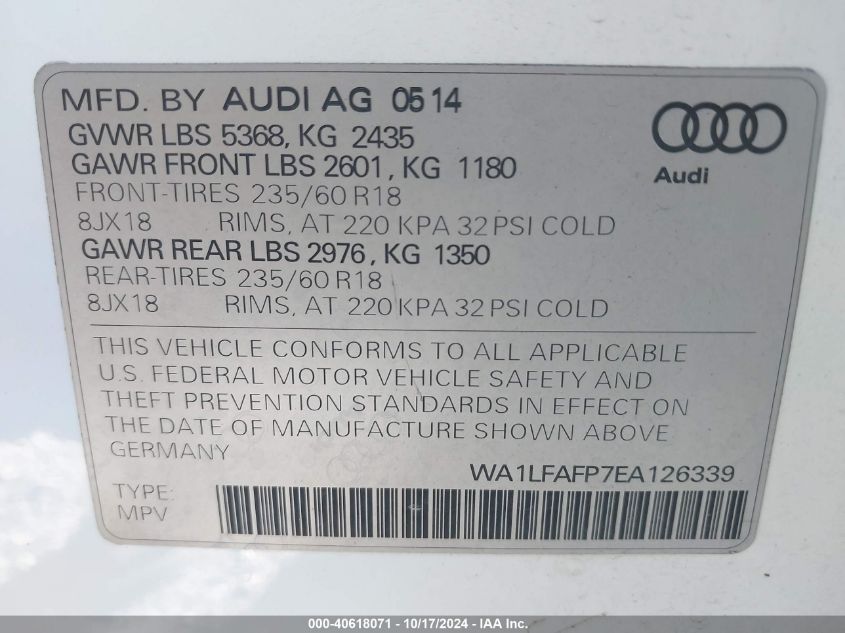 MFD. BY AUDI AG 0514
GVWR LBS 5368, KG 2435
GAWR FRONT LBS 2601, KG 1180
FRONT-TIRES 235/60 R18
8JX18 RIMS, AT 220 KPA 32 PSI COLD
GAWR REAR LBS 2976, KG 1350
REAR-TIRES 235/60 R18
8JX18 RIMS, AT 220 KPA 32 PSI COLD
Audi
THIS VEHICLE CONFORMS TO ALL APPLICABLE
U.S. FEDERAL MOTOR VEHICLE SAFETY AND
THEFT PREVENTION STANDARDS IN EFFECT ON
THE DATE OF MANUFACTURE SHOWN ABOVE
GERMANY
WA1LFAFP7EA126339
TYPE:
MPV
000-40618071 - 10/17/2024 - IAA Inc.